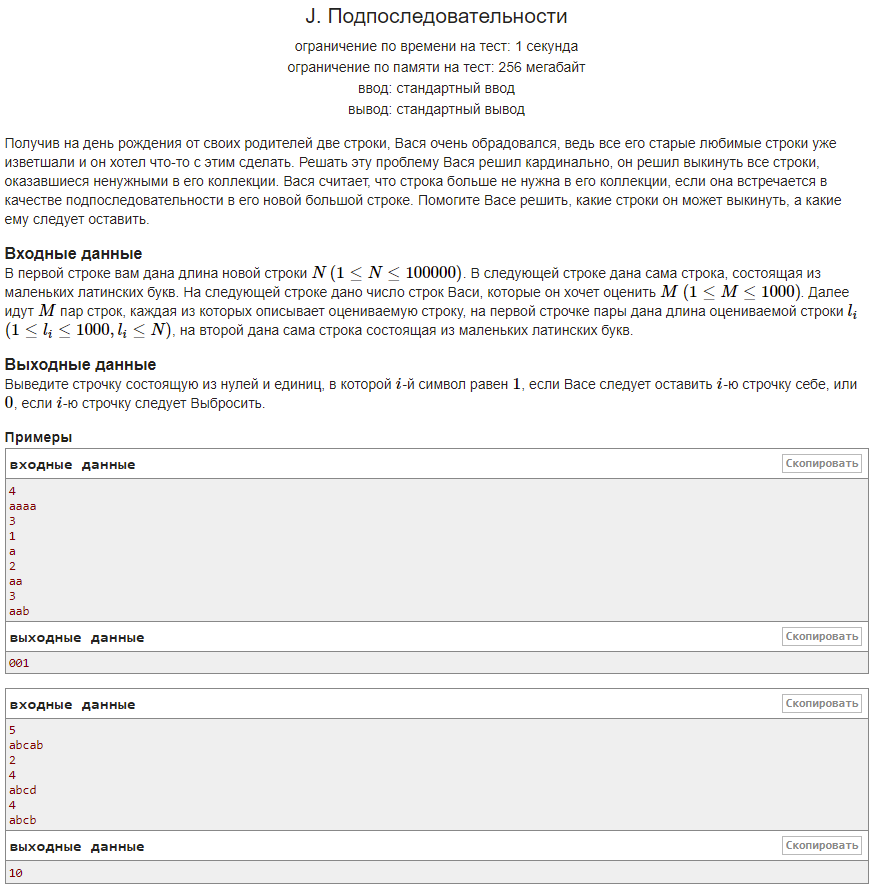 J. Подпоследовательности
ограничение по времени на тест: 1 секунда
ограничение по памяти на тест: 256 мегабайт
ввод: стандартный ввод
вывод: стандартный вывод
Получив на день рождения от своих родителей две строки, Вася очень обрадовался, ведь все его старые любимые строки уже
изветшали и он хотел что-то с этим сделать. Решать эту проблему Вася решил кардинально, он решил выкинуть все строки,
оказавшиеся ненужными в его коллекции. Вася считает, что строка больше не нужна в его коллекции, если она встречается в
качестве подпоследовательности в его новой большой строке. Помогите Васе решить, какие строки он может выкинуть, а какие
ему следует оставить.
Входные данные
В первой строке вам дана длина новой строки N (1 ≤ N ≤ 100000). В следующей строке дана сама строка, состоящая из
маленьких латинских букв. На следующей строке дано число строк Васи, которые он хочет оценить M (1 ≤ M ≤ 1000). Далее
идут M пар строк, каждая из которых описывает оцениваемую строку, на первой строчке пары дана длина оцениваемой строки l_i
(1 ≤ l_i ≤ 1000, l_i ≤ N), на второй дана сама строка состоящая из маленьких латинских букв.
Выходные данные
Выведите строчку состоящую из нулей и единиц, в которой i-й символ равен 1, если Васе следует оставить i-ю строчку себе, или
0, если i-ю строчку следует Выбросить.
Примеры
входные данные
Скопировать
4
aaaa
3
1
a
2
aa
3
aab
выходные данные
Скопировать
001
входные данные
Скопировать
5
abcab
2
4
abcd
4
abcb
выходные данные
Скопировать
10